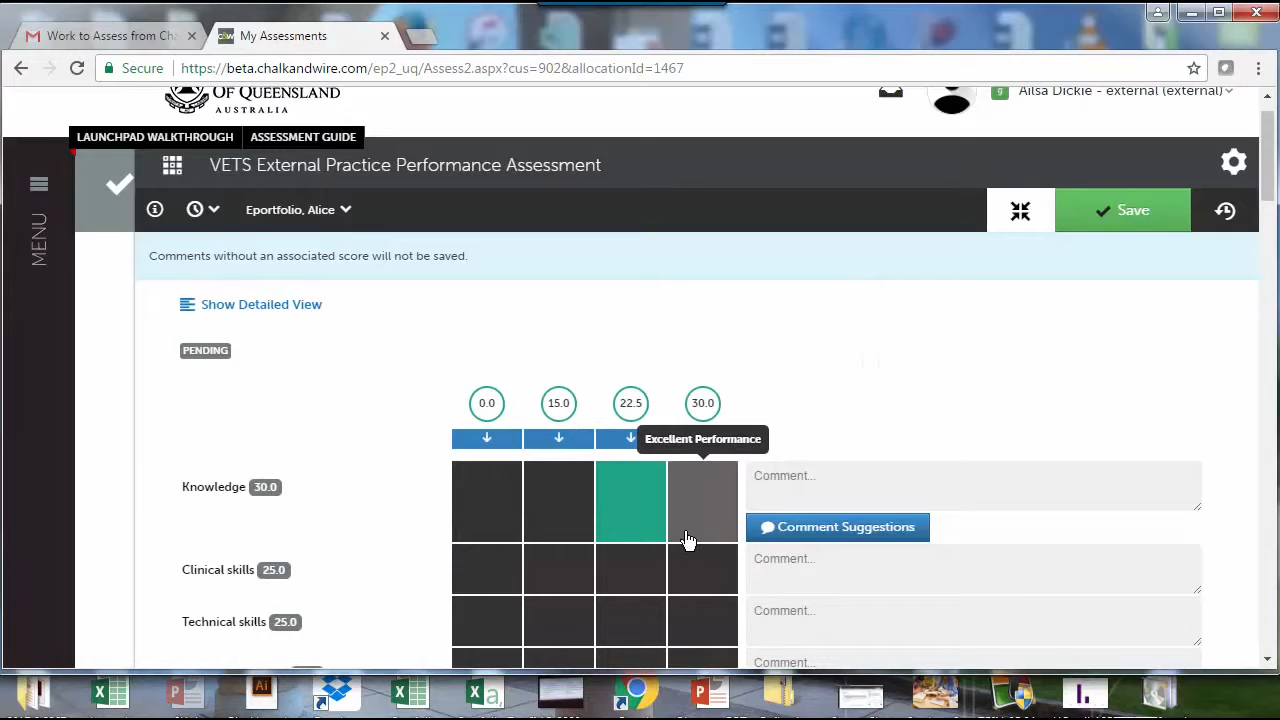 Work to Assess from Cha
My Assessments
Secure
https://beta.chalkandwire.com/ep2_uq/Assess2.aspx?cus=902&allocationId=1467
OF QUEENSLAND
AUSTRALIA
g
Ailsa Dickie - external (external)
LAUNCHPAD WALKTHROUGH
ASSESSMENT GUIDE
VETS External Practice Performance Assessment
MENU
Eportfolio, Alice
Save
Comments without an associated score will not be saved.
Show Detailed View
PENDING
0.0
15.0
22.5
30.0
Excellent Performance
Knowledge 30.0
Comment...
Comment Suggestions
Clinical skills 25.0
Comment...
Technical skills 25.0
Comment...
Comment...